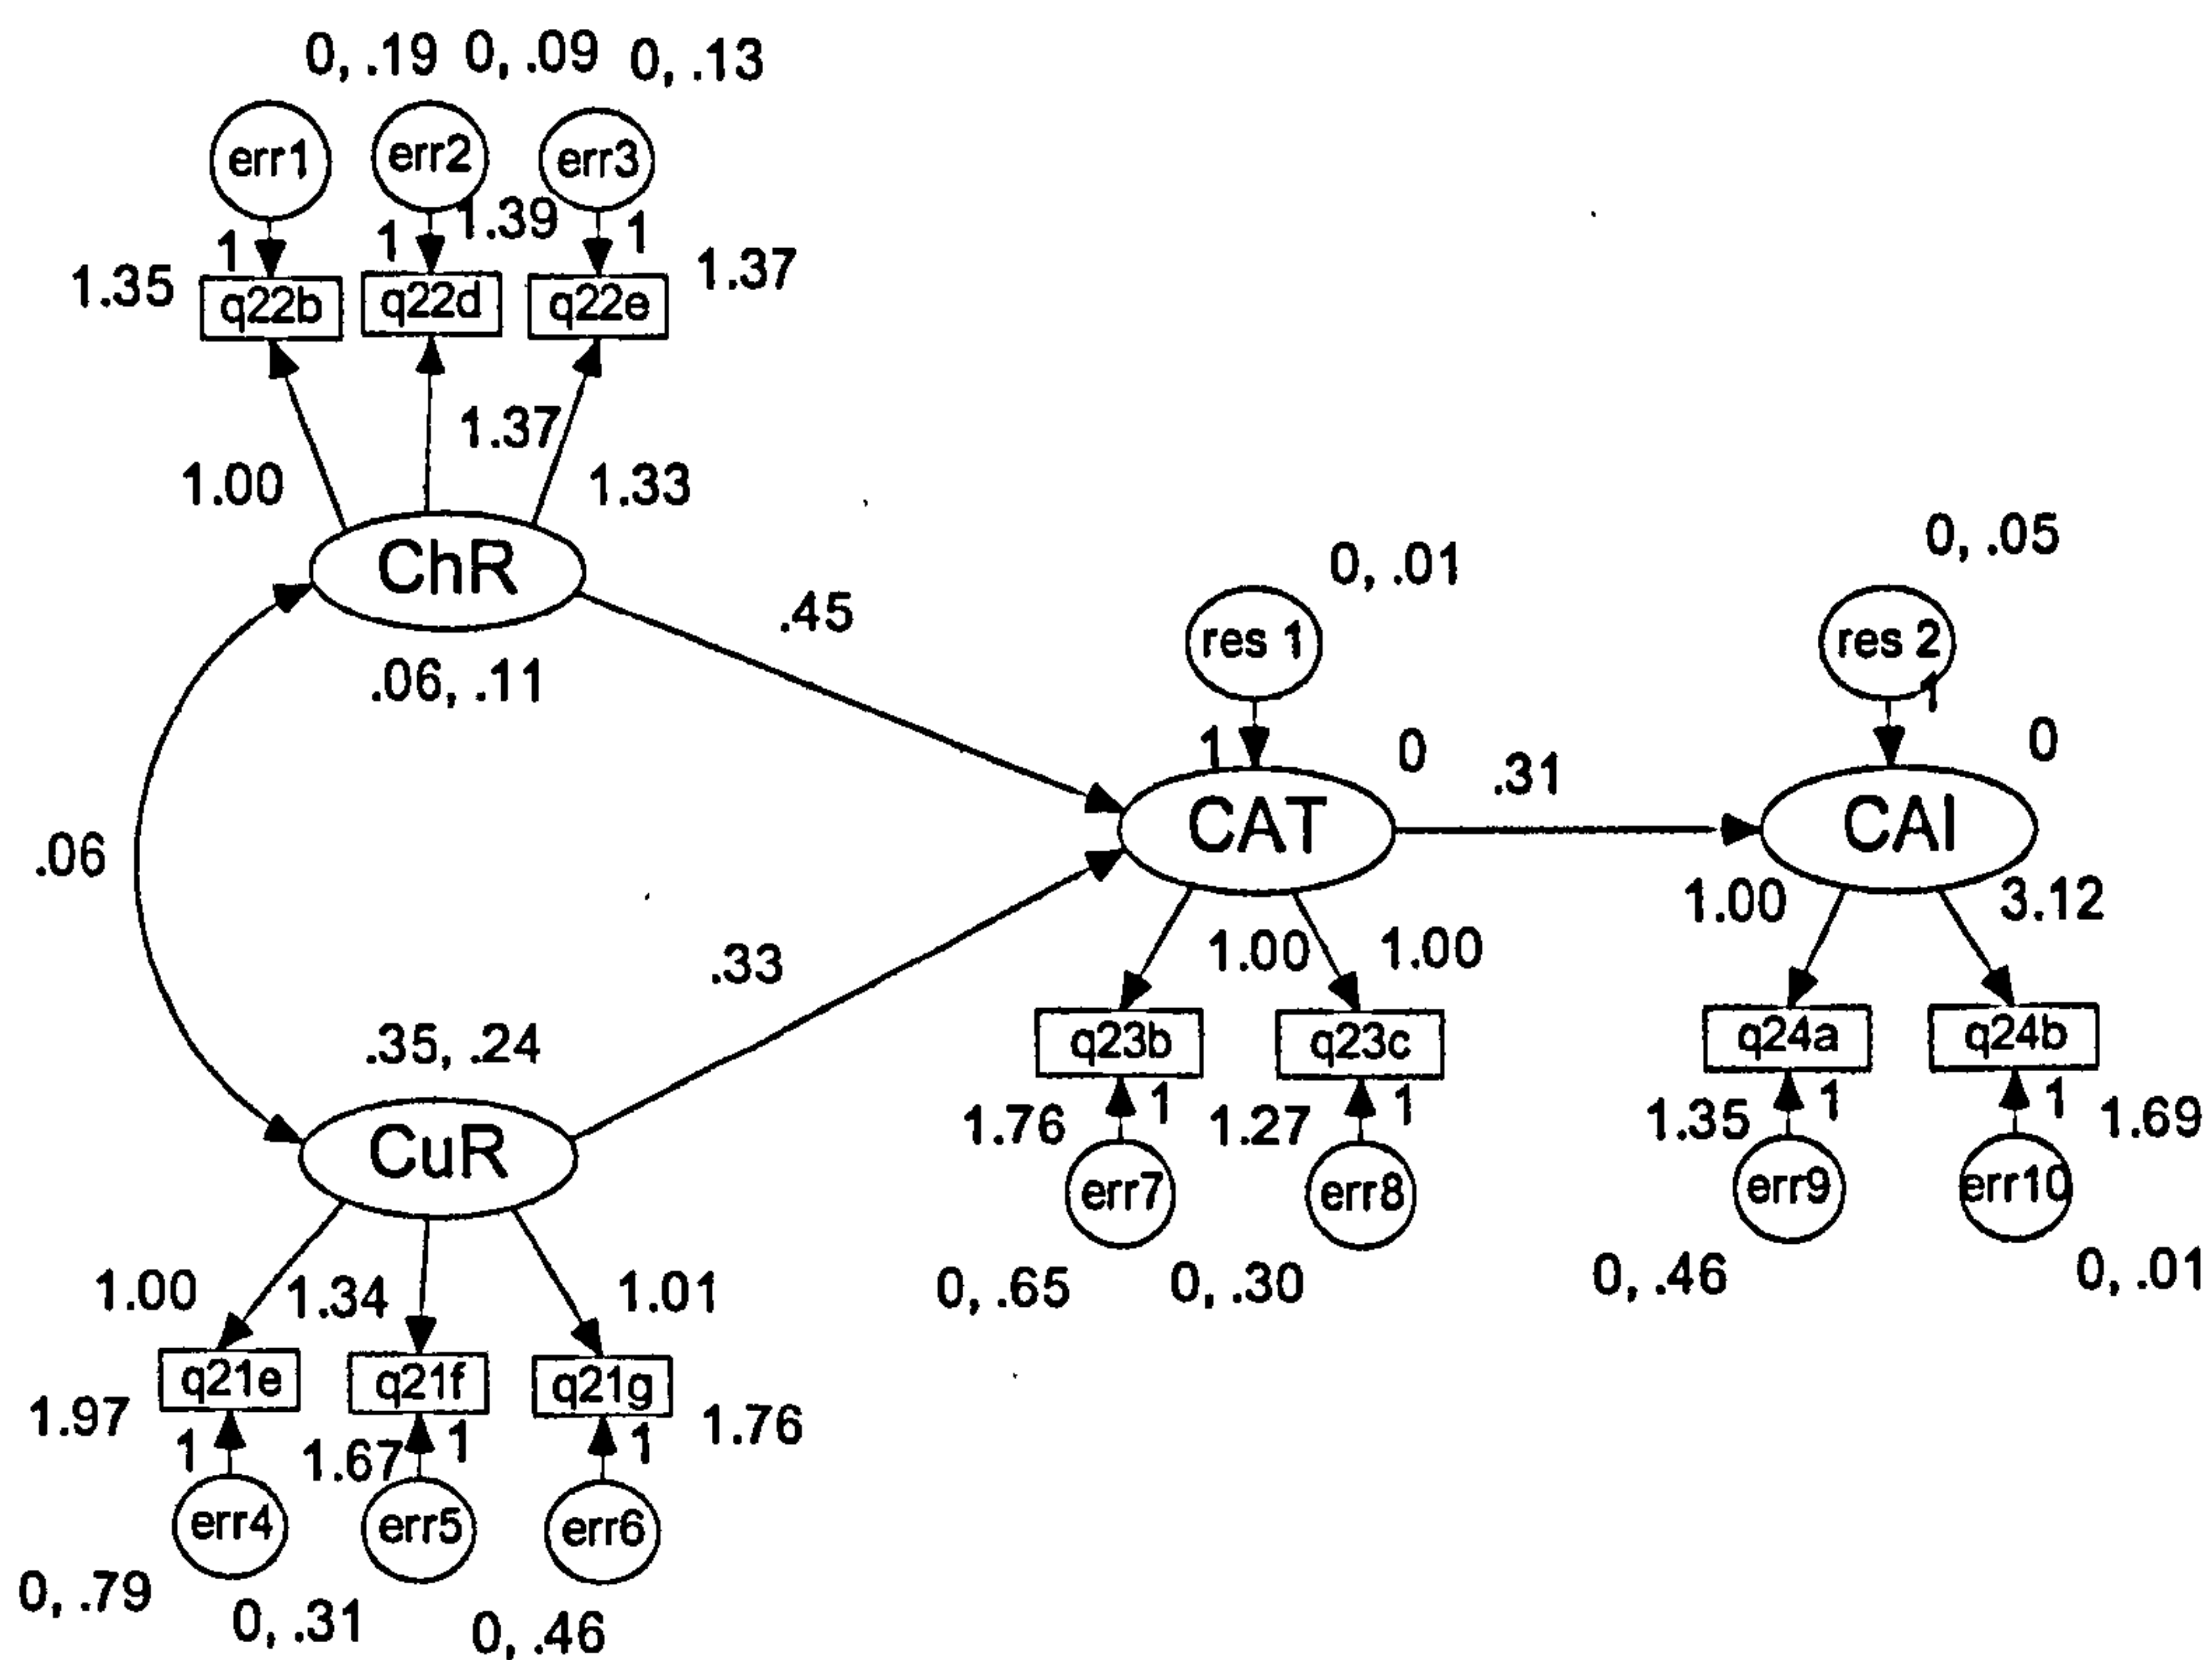 0, .19 0, .09 0, .13
err1 err2 err3
1 1 1.39 1
1.35 q22b q22d q22e 1.37
1.00 1.37 1.33
ChR
.06, .11
.45
0, .01
0, .05
res 1
res 2
1 0 .31 1 0
CAT
CAI
.06
.33
1.00 1.00
1.00 3.12
q23b q23c
q24a q24b
1.76 1 1.27 1
1.35 1 1.69 1
err7 err8
err9 err10
0, .65 0, .30
0, .46 0, .01
.35, .24
CuR
1.00 1.34 1.01
q21e q21f q21g
1.97 1 1.67 1 1 1.76
err4 err5 err6
0, .79 0, .31 0, .46